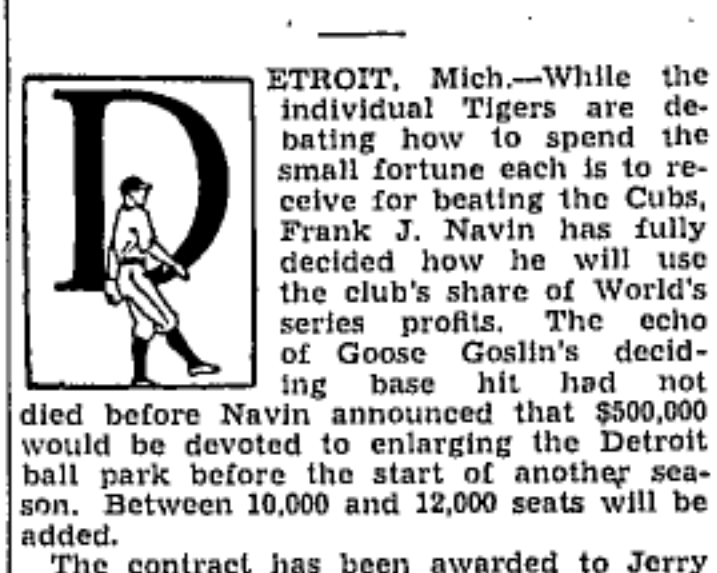 DETROIT, Mich.—While the
individual Tigers are de-
bating how to spend the
small fortune each is to re-
ceive for beating the Cubs,
Frank J. Navin has fully
decided how he will use
the club's share of World's
series profits. The echo
of Goose Goslin's decid-
ing base hit had not
died before Navin announced that $500,000
would be devoted to enlarging the Detroit
ball park before the start of another sea-
son. Between 10,000 and 12,000 seats will be
added.
The contract has been awarded to Jerry